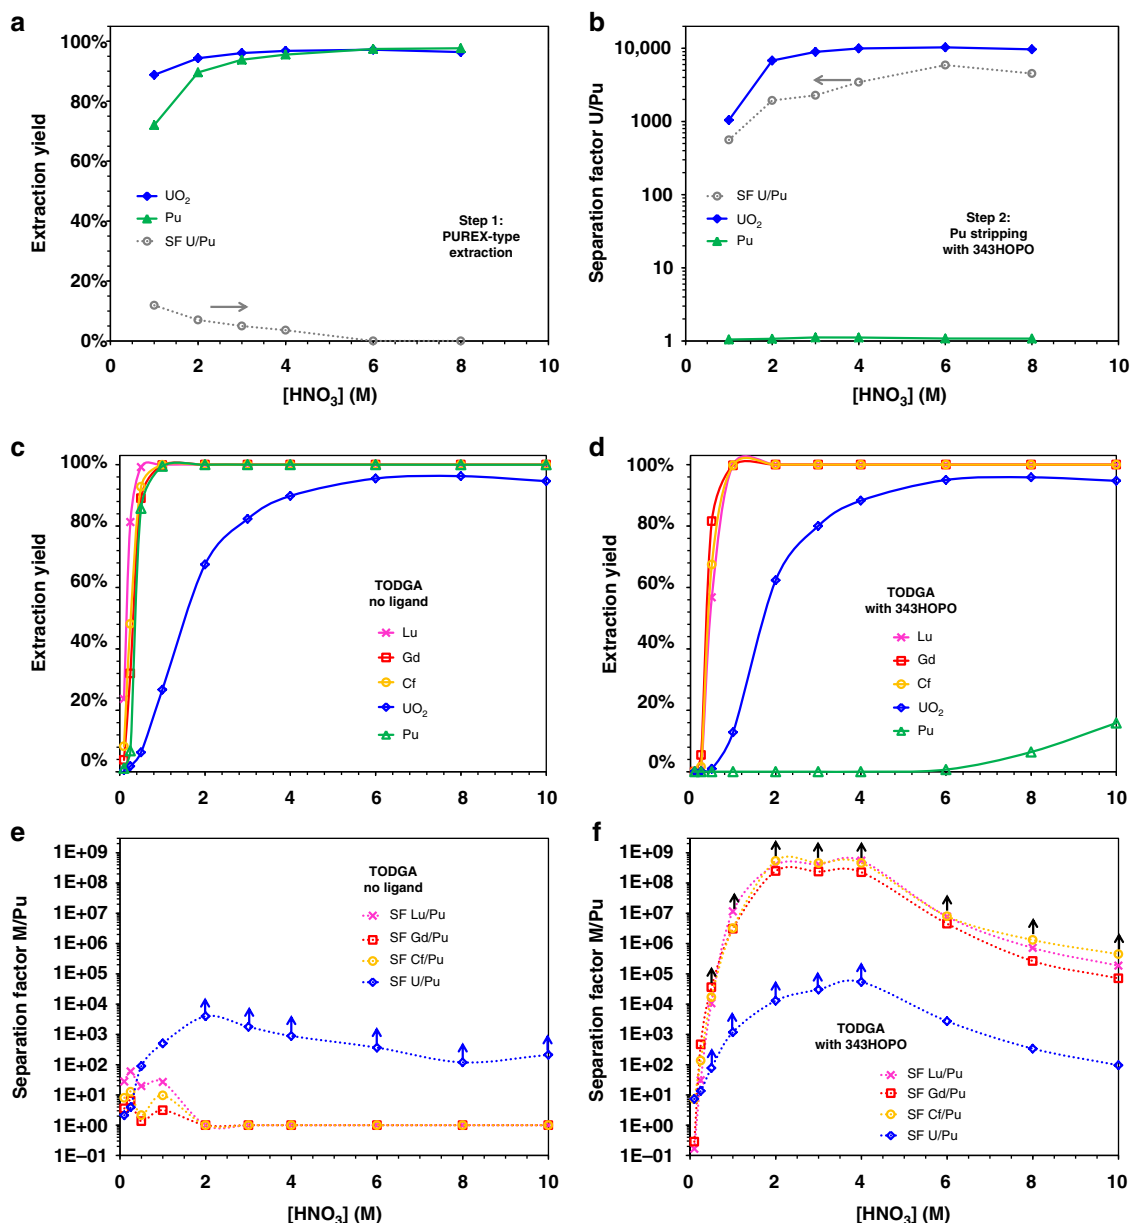 a
100%
80%
60%
40%
20%
0%
Extraction yield
UO2
Pu
SF U/Pu
Step 1:
PUREX-type
extraction
0 2 4 6 8 10
[HNO3] (M)
b
10,000
1000
100
10
1
Separation factor U/Pu
SF U/Pu
UO2
Pu
Step 2:
Pu stripping
with 343HOPO
0 2 4 6 8 10
[HNO3] (M)
c
100%
80%
60%
40%
20%
0%
Extraction yield
TODGA
no ligand
Lu
Gd
Cf
UO2
Pu
0 2 4 6 8 10
d
100%
80%
60%
40%
20%
0%
Extraction yield
TODGA
with 343HOPO
Lu
Gd
Cf
UO2
Pu
0 2 4 6 8 10
e
1E+09
1E+08
1E+07
1E+06
1E+05
1E+04
1E+03
1E+02
1E+01
1E+00
1E–01
Separation factor M/Pu
TODGA
no ligand
SF Lu/Pu
SF Gd/Pu
SF Cf/Pu
SF U/Pu
0 2 4 6 8 10
[HNO3] (M)
f
1E+09
1E+08
1E+07
1E+06
1E+05
1E+04
1E+03
1E+02
1E+01
1E+00
1E–01
Separation factor M/Pu
TODGA
with 343HOPO
SF Lu/Pu
SF Gd/Pu
SF Cf/Pu
SF U/Pu
0 2 4 6 8 10
[HNO3] (M)